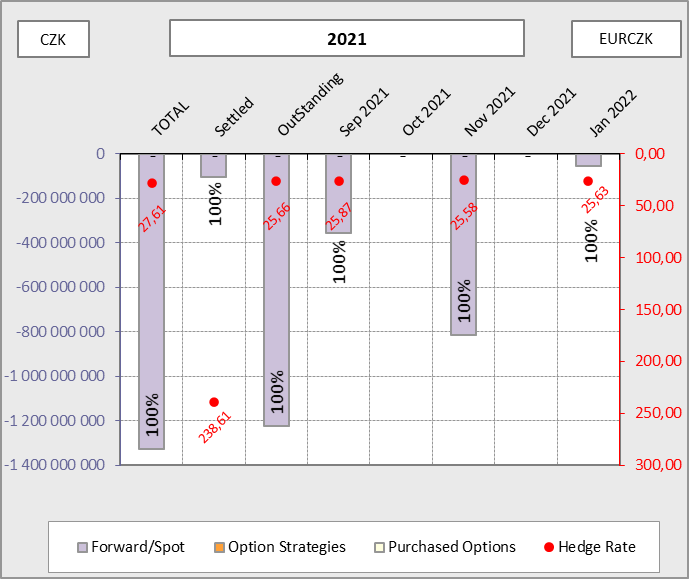 CZK
2021
EURCZK
TOTAL
Settled
OutStanding
Sep 2021
Oct 2021
Nov 2021
Dec 2021
Jan 2022
0
-200 000 000
-400 000 000
-600 000 000
-800 000 000
-1 000 000 000
-1 200 000 000
-1 400 000 000
0,00
50,00
100,00
150,00
200,00
250,00
300,00
27,61
100%
100%
238,61
25,66
100%
25,87
100%
25,58
100%
25,63
100%
Forward/Spot
Option Strategies
Purchased Options
Hedge Rate